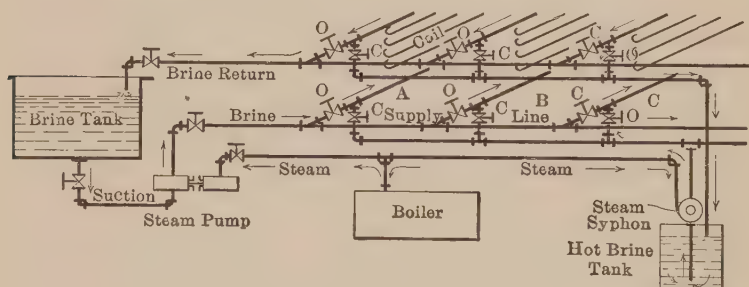 O O C
C Coil C C
Brine Return
O A O B C C
Brine C Supply C Line C O
Brine Tank
Steam Steam
Suction
Steam Pump
Boiler
Steam
Syphon
Hot Brine
Tank